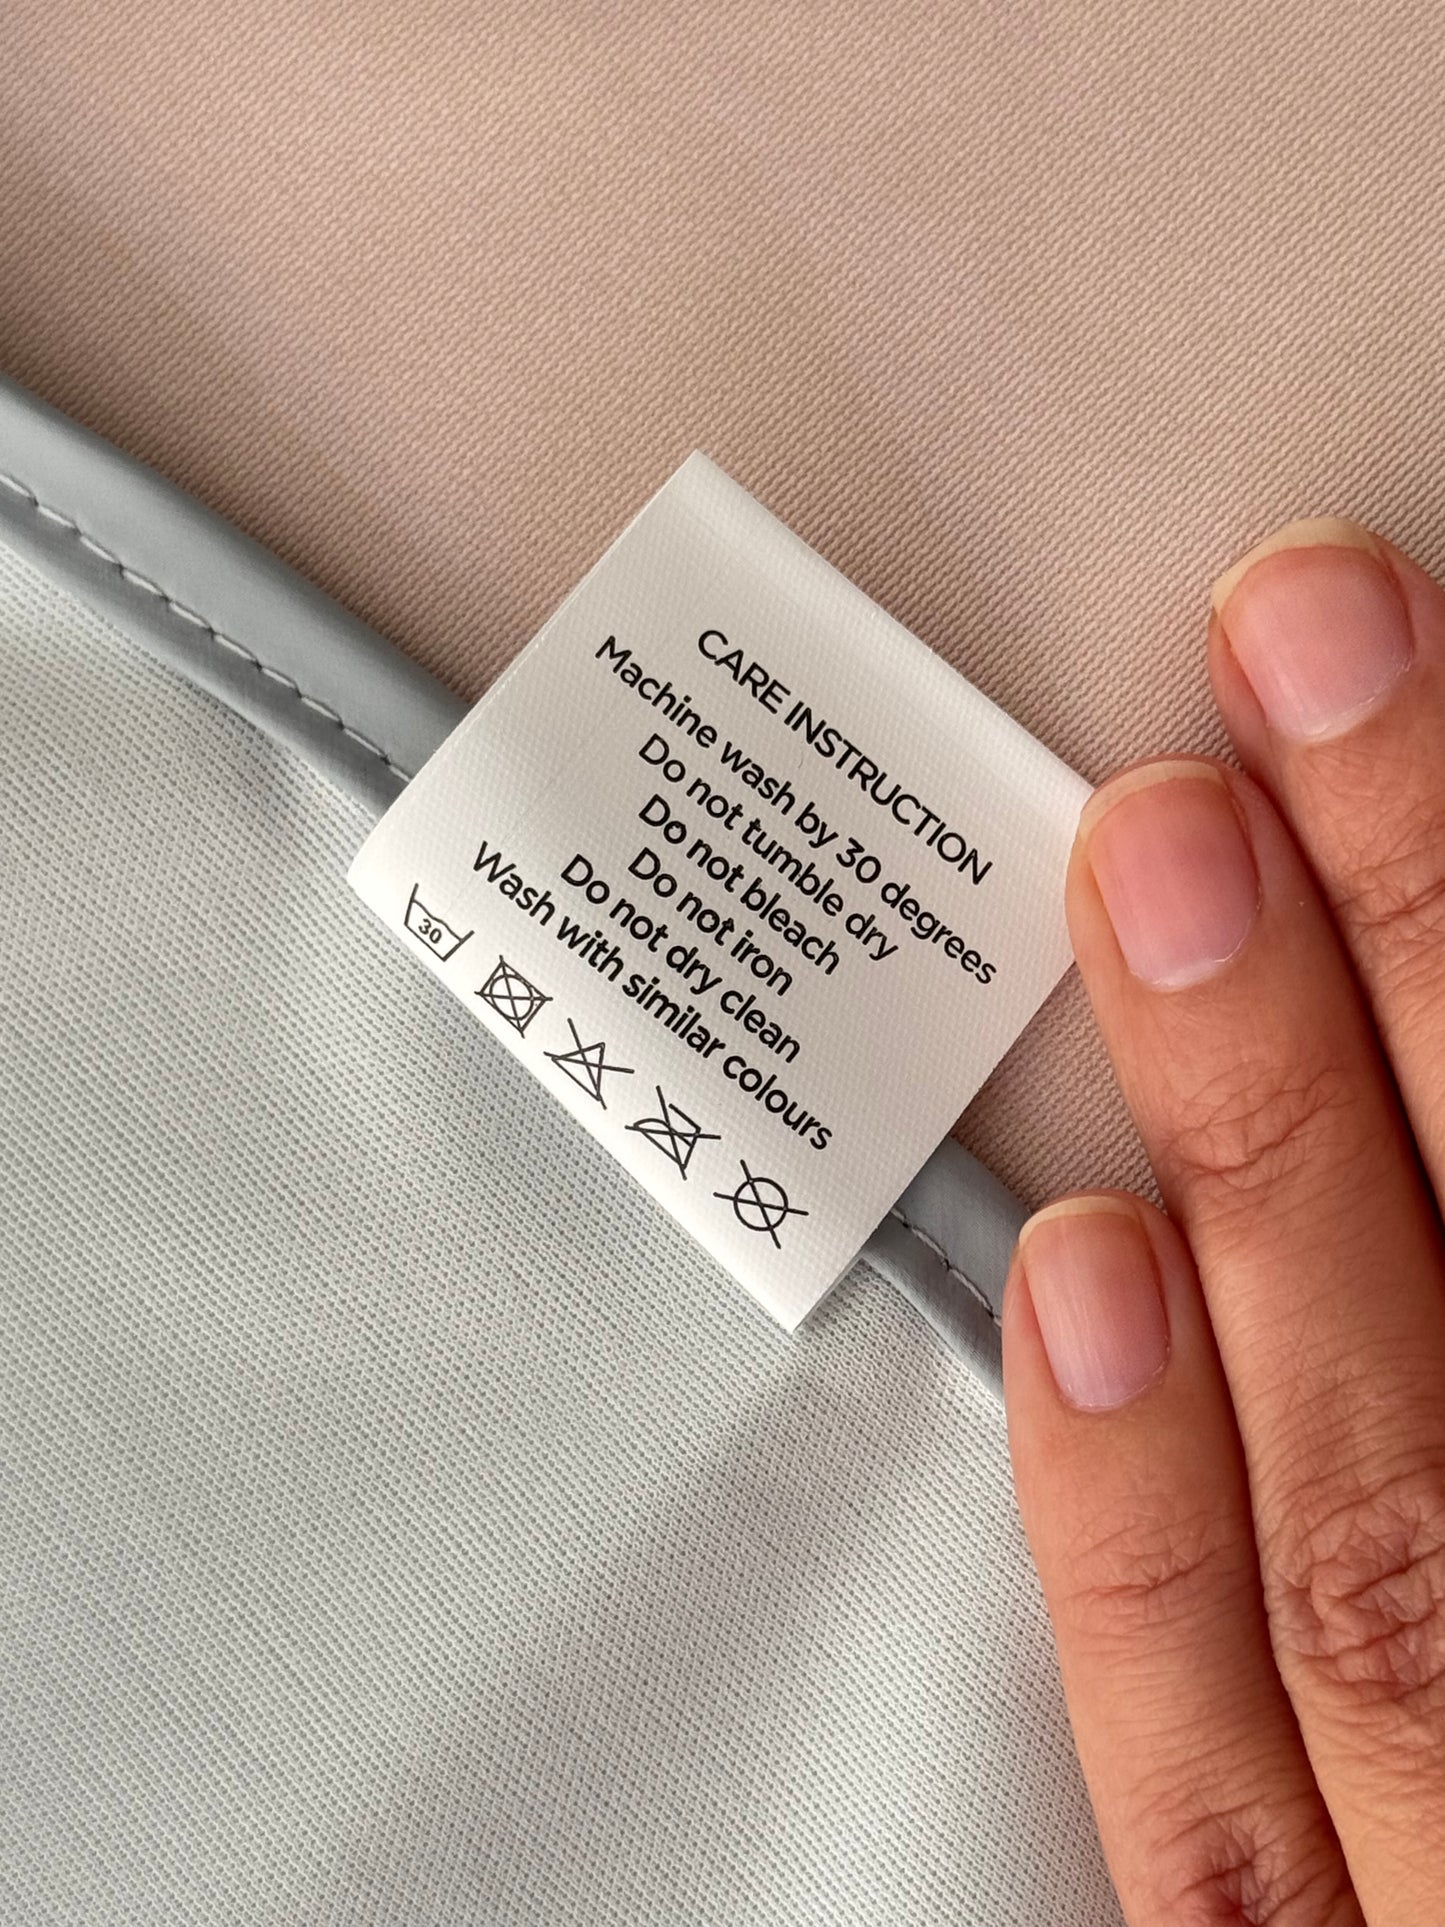 CARE INSTRUCTION
Machine wash by 30 degrees
Do not tumble dry
Do not bleach
Do not iron
Do not dry clean
Wash with similar colours
30